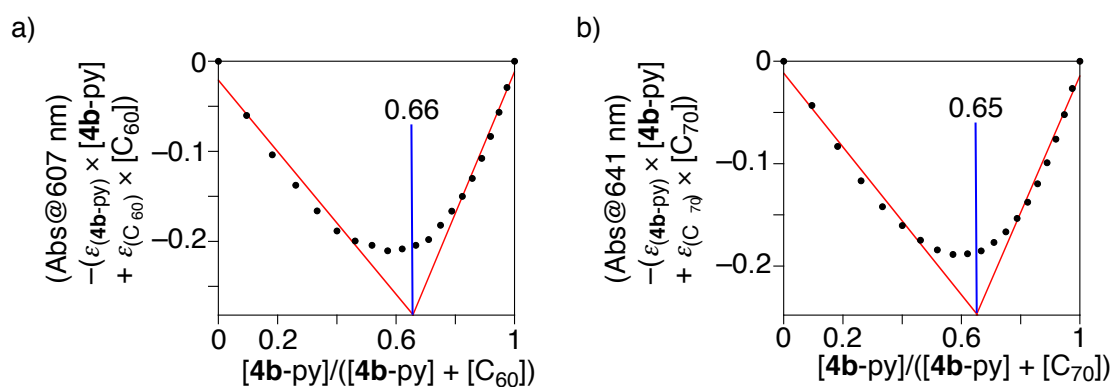 a)
(Abs@607 nm)
−(ε(4b-py) × [4b-py]
+ ε(C 60) × [C60])
0
−0.1
−0.2
0.66
0 0.2 0.4 0.6 0.8 1
[4b-py]/([4b-py] + [C60])
b)
(Abs@641 nm)
−(ε(4b-py) × [4b-py]
+ ε(C 70) × [C70])
0
−0.1
−0.2
0.65
0 0.2 0.4 0.6 0.8 1
[4b-py]/([4b-py] + [C70])